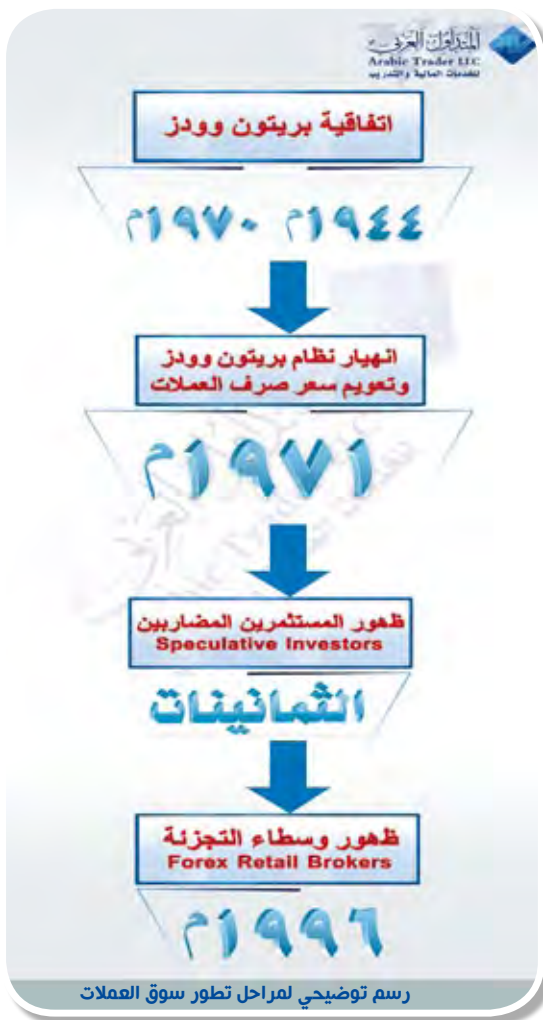 المتداول العربي
Arabic Trader LLC
للخدمات المالية والتدريب
اتفاقية بريتون وودز
١٩٤٤م ١٩٧٠م
انهيار نظام بريتون وودز
وتعويم سعر صرف العملات
١٩٧١م
ظهور المستثمرين المضاربين
Speculative Investors
الثمانينات
ظهور وسطاء التجزئة
Forex Retail Brokers
١٩٩٦م
رسم توضيحي لمراحل تطور سوق العملات